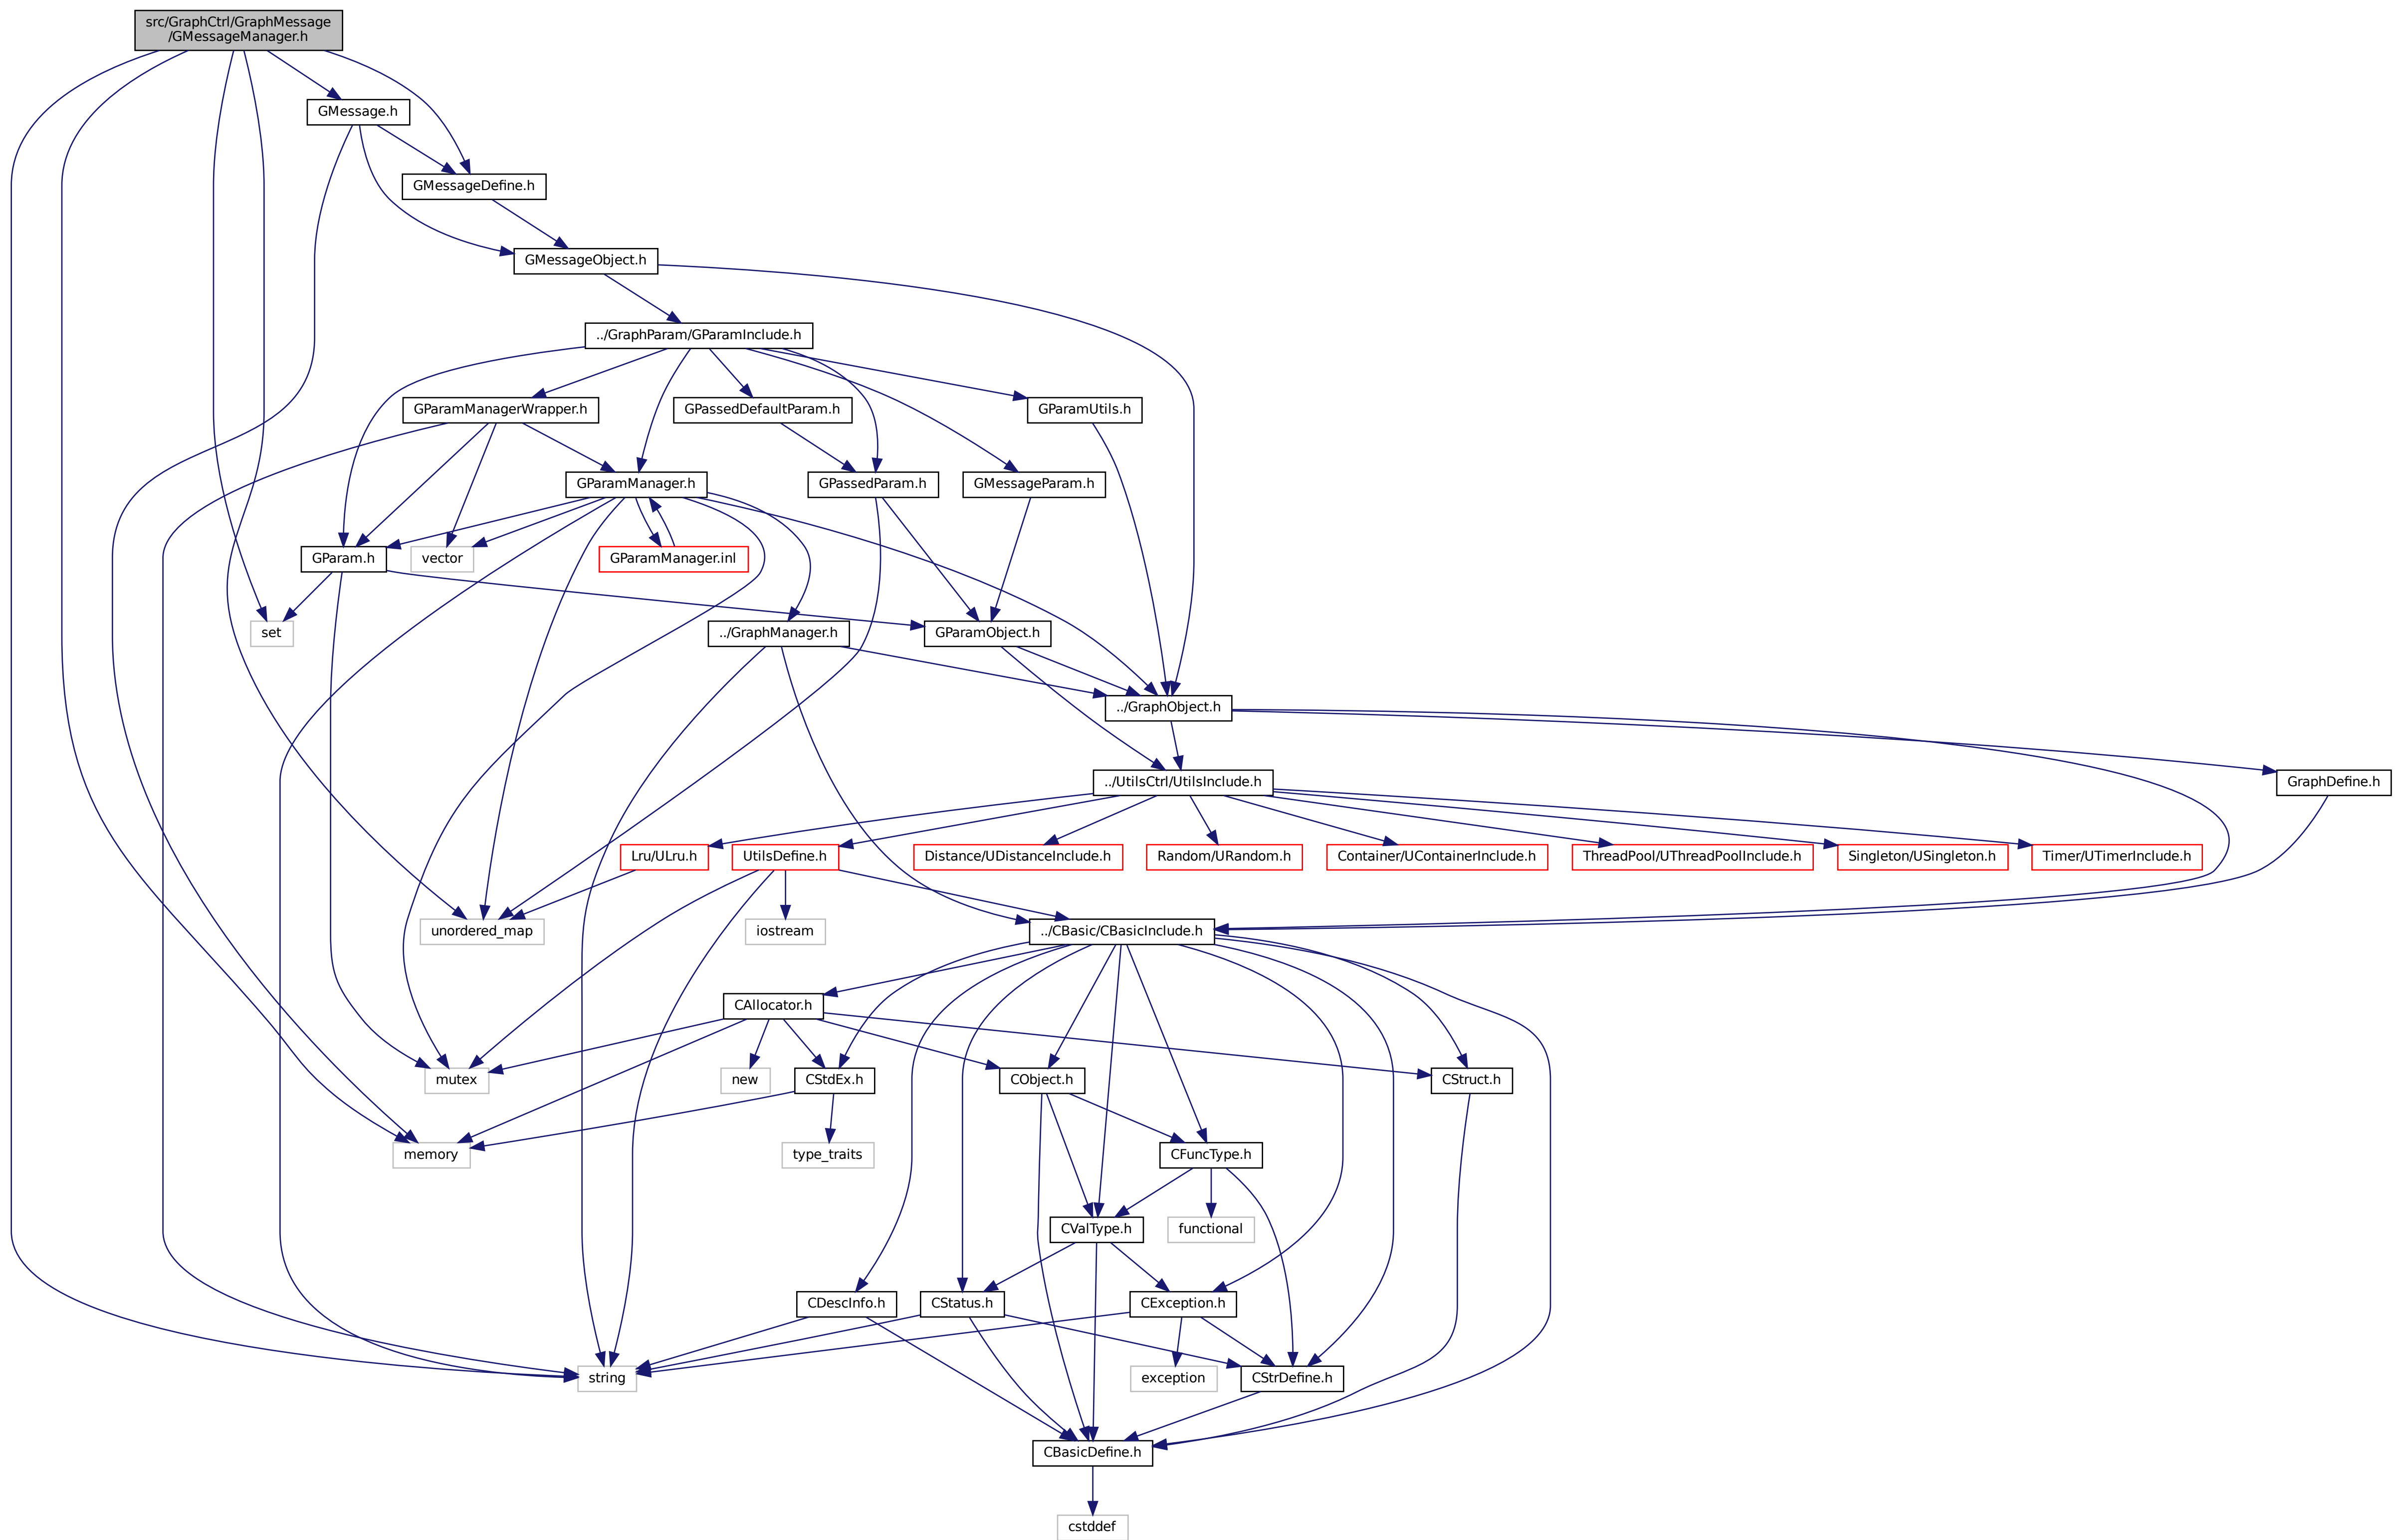 src/GraphCtrl/GraphMessage
/GMessageManager.h
GMessage.h
GMessageDefine.h
GMessageObject.h
../GraphParam/GParamInclude.h
GParamManagerWrapper.h
GPassedDefaultParam.h
GParamUtils.h
GParamManager.h
GPassedParam.h
GMessageParam.h
GParam.h
vector
GParamManager.inl
set
../GraphManager.h
GParamObject.h
../GraphObject.h
../UtilsCtrl/UtilsInclude.h
GraphDefine.h
Lru/ULru.h
UtilsDefine.h
Distance/UDistanceInclude.h
Random/URandom.h
Container/UContainerInclude.h
ThreadPool/UThreadPoolInclude.h
Singleton/USingleton.h
Timer/UTimerInclude.h
unordered_map
iostream
../CBasic/CBasicInclude.h
CAllocator.h
mutex
new
CStdEx.h
CObject.h
CStruct.h
memory
type_traits
CFuncType.h
CValType.h
functional
CDescInfo.h
CStatus.h
CException.h
string
exception
CStrDefine.h
CBasicDefine.h
cstddef